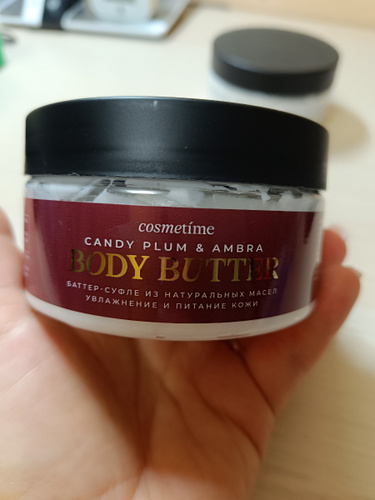 cosmetime
CANDY PLUM & AMBRA
BODY BUTTER
БАТТЕР-СУФЛЕ ИЗ НАТУРАЛЬНЫХ МАСЕЛ
УВЛАЖНЕНИЕ И ПИТАНИЕ КОЖИ